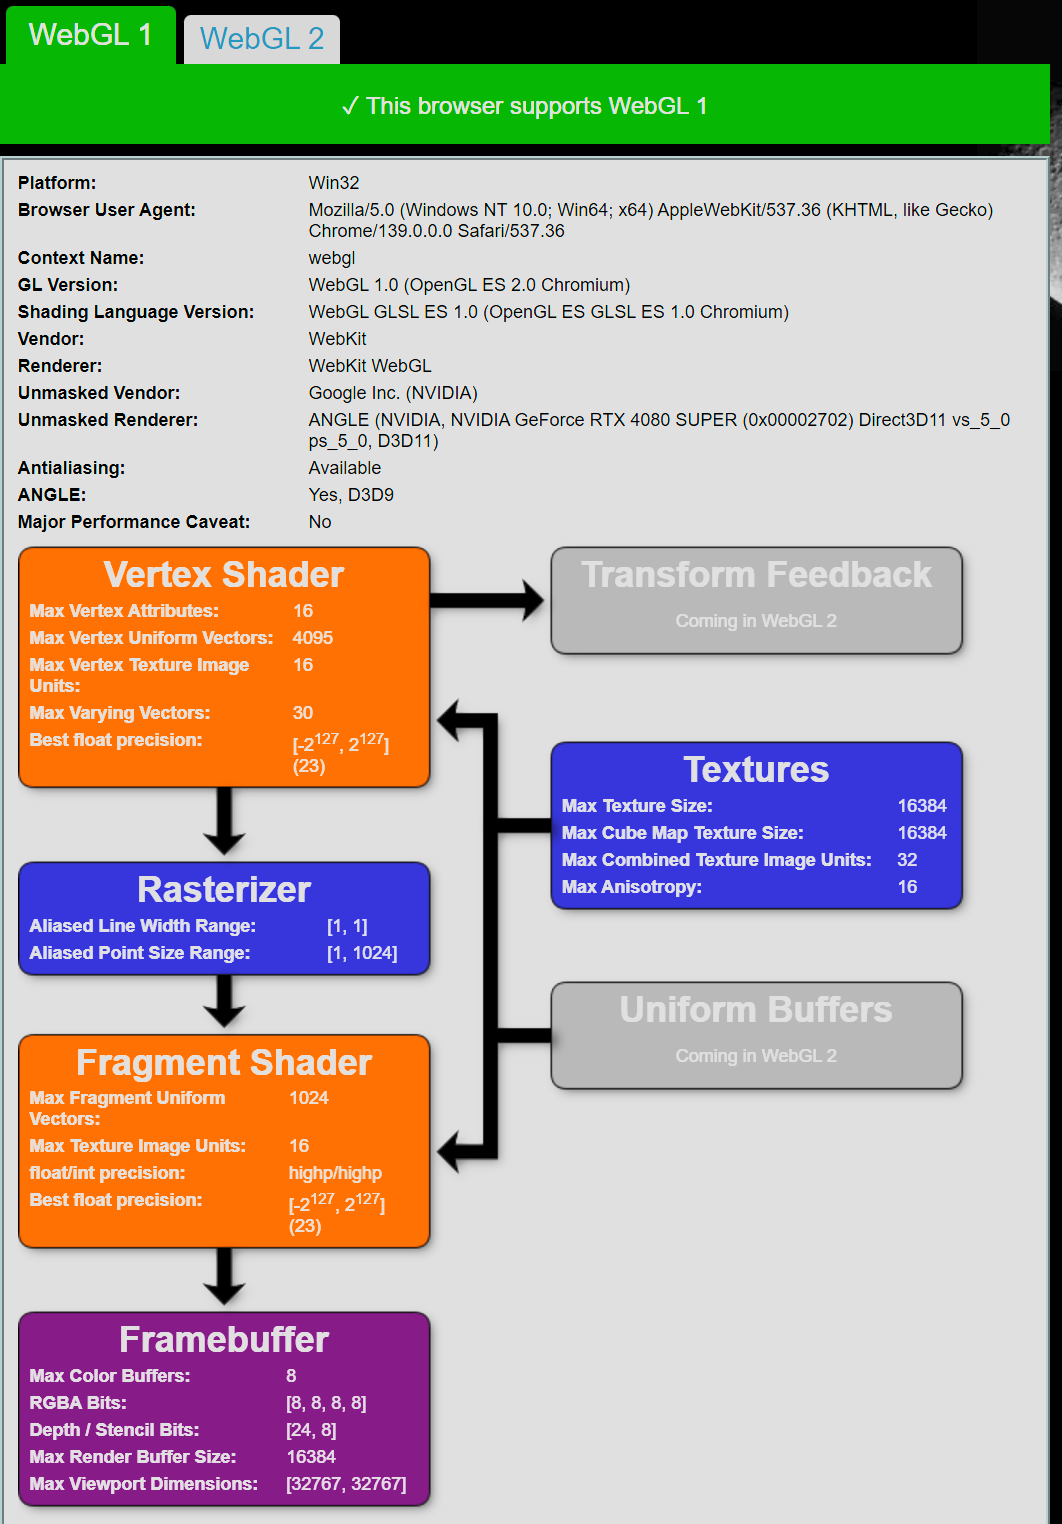 WebGL 1
WebGL 2
✓ This browser supports WebGL 1
Platform: Win32
Browser User Agent: Mozilla/5.0 (Windows NT 10.0; Win64; x64) AppleWebKit/537.36 (KHTML, like Gecko)
Chrome/139.0.0.0 Safari/537.36
Context Name: webgl
GL Version: WebGL 1.0 (OpenGL ES 2.0 Chromium)
Shading Language Version: WebGL GLSL ES 1.0 (OpenGL ES GLSL ES 1.0 Chromium)
Vendor: WebKit
Renderer: WebKit WebGL
Unmasked Vendor: Google Inc. (NVIDIA)
Unmasked Renderer: ANGLE (NVIDIA, NVIDIA GeForce RTX 4080 SUPER (0x00002702) Direct3D11 vs_5_0
ps_5_0, D3D11)
Antialiasing: Available
ANGLE: Yes, D3D9
Major Performance Caveat: No
Vertex Shader
Max Vertex Attributes: 16
Max Vertex Uniform Vectors: 4095
Max Vertex Texture Image 16
Units:
Max Varying Vectors: 30
Best float precision: [-2^127, 2^127]
(23)
Transform Feedback
Coming in WebGL 2
Textures
Max Texture Size: 16384
Max Cube Map Texture Size: 16384
Max Combined Texture Image Units: 32
Max Anisotropy: 16
Rasterizer
Aliased Line Width Range: [1, 1]
Aliased Point Size Range: [1, 1024]
Uniform Buffers
Coming in WebGL 2
Fragment Shader
Max Fragment Uniform 1024
Vectors:
Max Texture Image Units: 16
float/int precision: highp/highp
Best float precision: [-2^127, 2^127]
(23)
Framebuffer
Max Color Buffers: 8
RGBA Bits: [8, 8, 8, 8]
Depth / Stencil Bits: [24, 8]
Max Render Buffer Size: 16384
Max Viewport Dimensions: [32767, 32767]